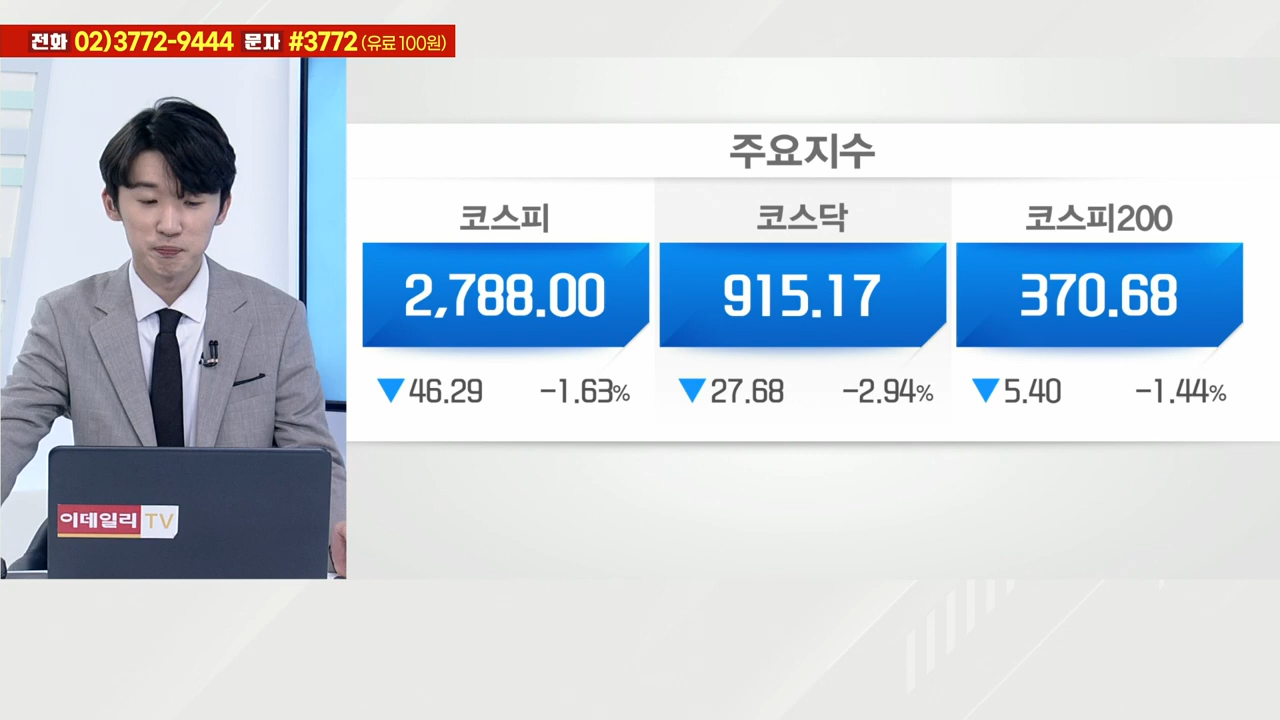 전화 02)3772-9444 문자 #3772 (유료100원)
주요지수
코스피 코스닥 코스피200
2,788.00 915.17 370.68
▼46.29 -1.63% ▼27.68 -2.94% ▼5.40 -1.44%
이데일리TV